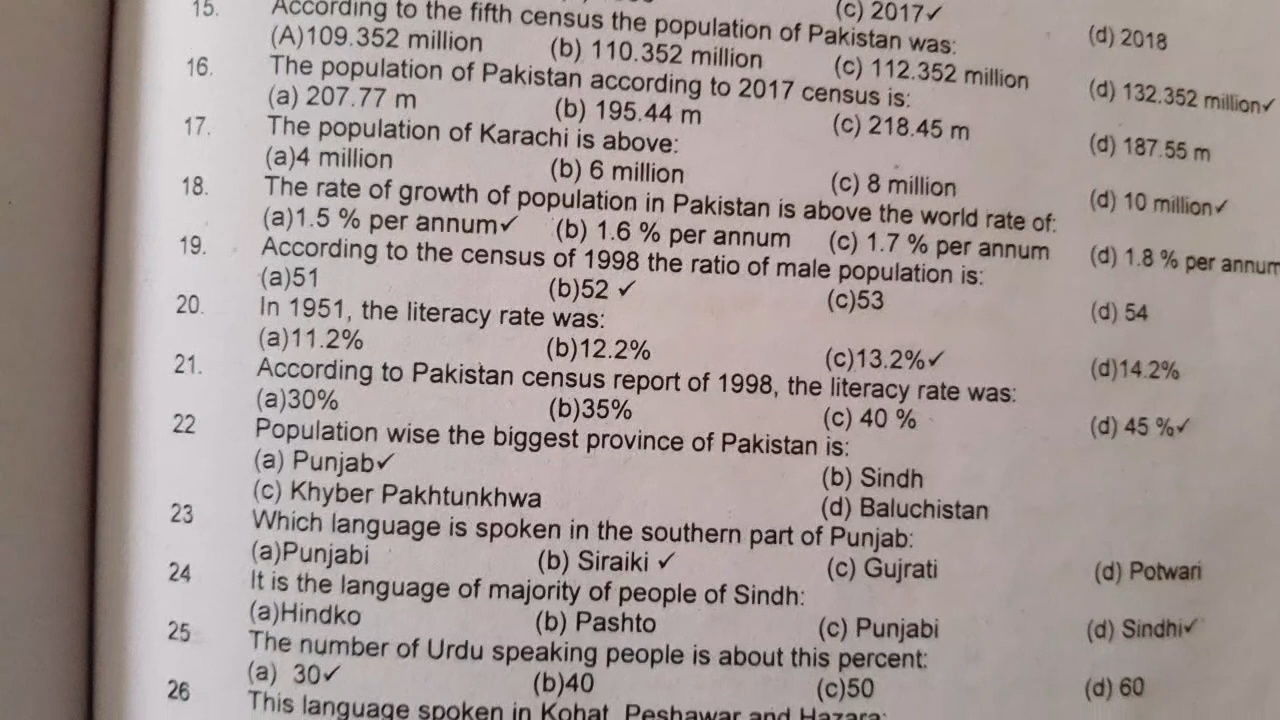 (c) 2017✓ (d) 2018
15. According to the fifth census the population of Pakistan was:
(A)109.352 million (b) 110.352 million (c) 112.352 million (d) 132.352 million✓
16. The population of Pakistan according to 2017 census is:
(a) 207.77 m (b) 195.44 m (c) 218.45 m (d) 187.55 m
17. The population of Karachi is above:
(a)4 million (b) 6 million (c) 8 million (d) 10 million✓
18. The rate of growth of population in Pakistan is above the world rate of:
(a)1.5 % per annum✓ (b) 1.6 % per annum (c) 1.7 % per annum (d) 1.8 % per annum
19. According to the census of 1998 the ratio of male population is:
(a)51 (b)52 ✓ (c)53 (d) 54
20. In 1951, the literacy rate was:
(a)11.2% (b)12.2% (c)13.2%✓ (d)14.2%
21. According to Pakistan census report of 1998, the literacy rate was:
(a)30% (b)35% (c) 40 % (d) 45 %✓
22 Population wise the biggest province of Pakistan is:
(a) Punjab✓ (b) Sindh
(c) Khyber Pakhtunkhwa (d) Baluchistan
23 Which language is spoken in the southern part of Punjab:
(a)Punjabi (b) Siraiki ✓ (c) Gujrati (d) Potwari
24 It is the language of majority of people of Sindh:
(a)Hindko (b) Pashto (c) Punjabi (d) Sindhi✓
25 The number of Urdu speaking people is about this percent:
(a) 30✓ (b)40 (c)50 (d) 60
26 This language spoken in Kohat, Peshawar and Hazara: